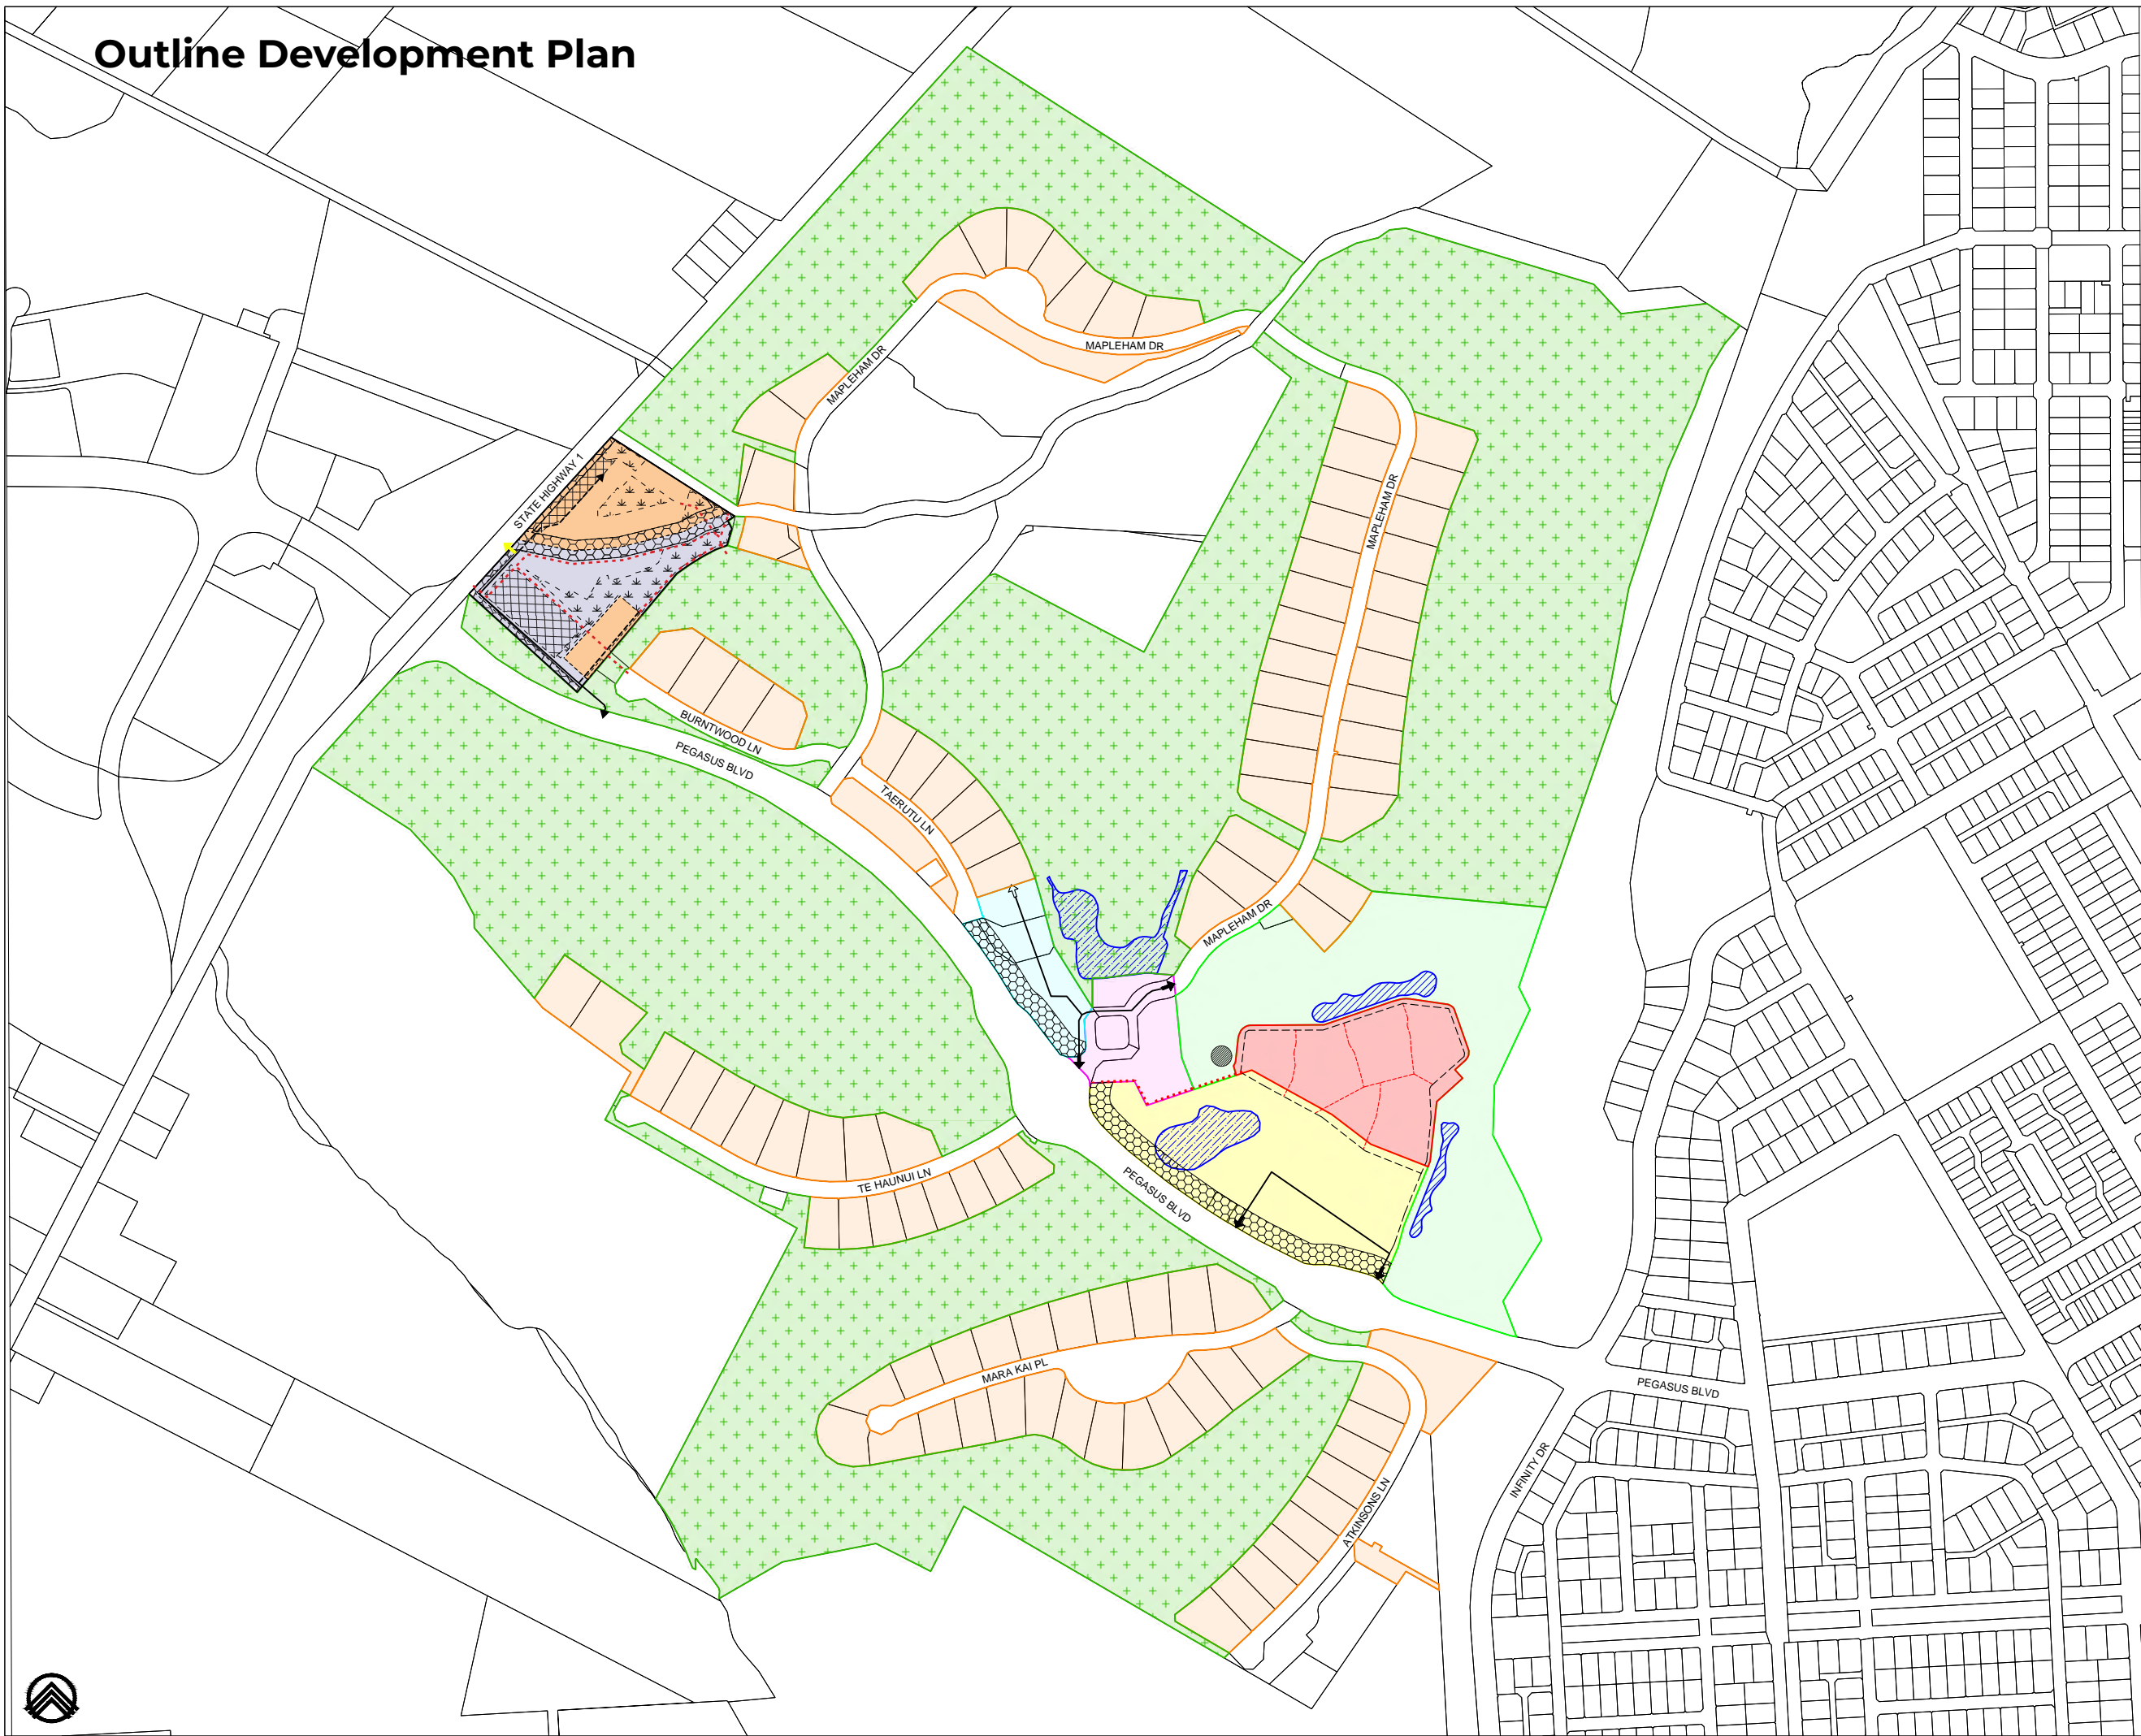 Outline Development Plan
MAPLEHAM DR
MAPLEHAM DR
STATE HIGHWAY 1
MAPLEHAM DR
BURNTWOOD LN
PEGASUS BLVD
TAERUTU LN
MAPLEHAM DR
TE HAUNUI LN
PEGASUS BLVD
MARA KAI PL
PEGASUS BLVD
INFINITY DR
ATKINSONS LN